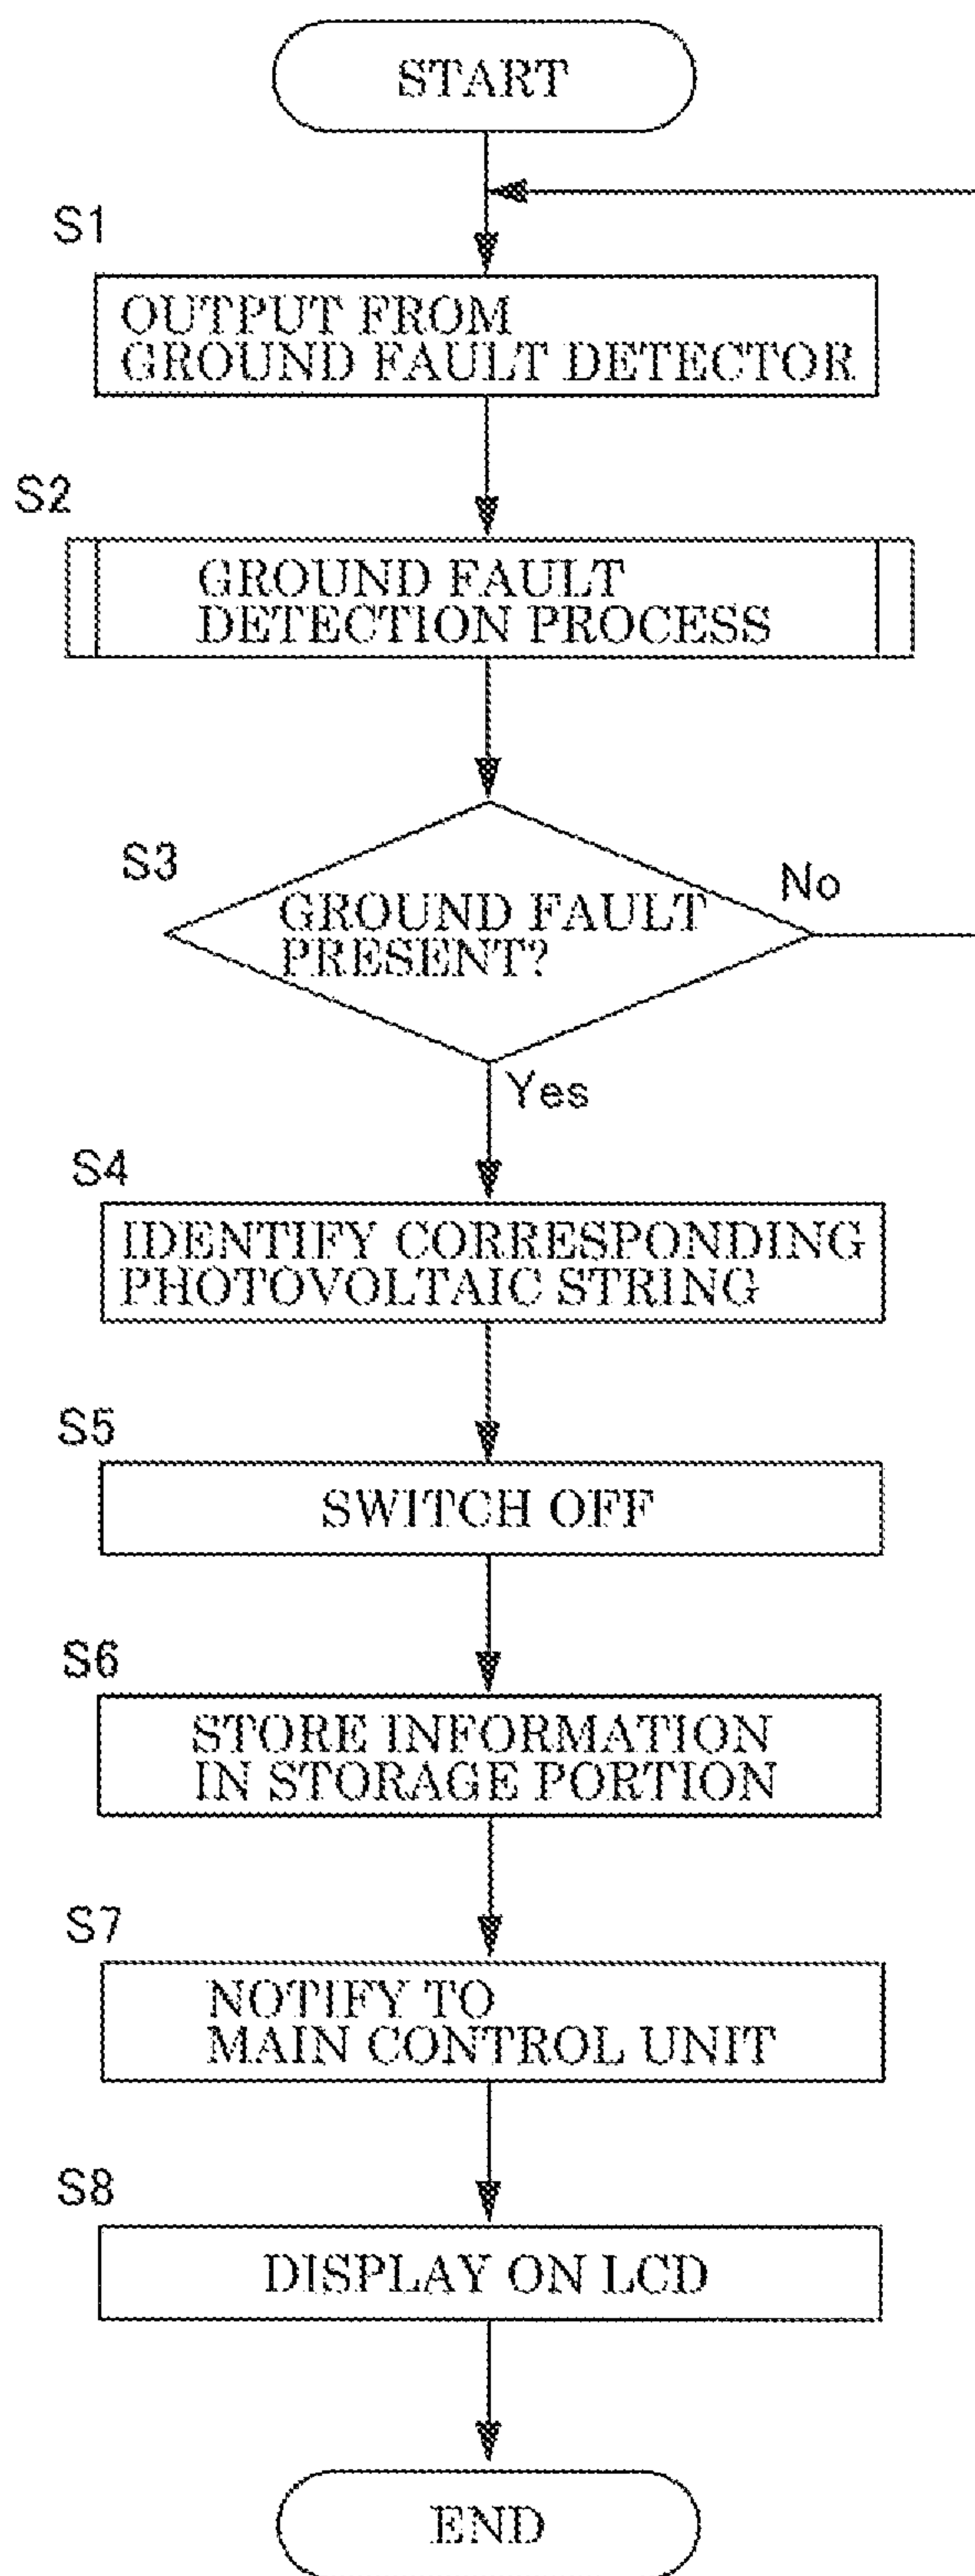 START
S1
OUTPUT FROM
GROUND FAULT DETECTOR
S2
GROUND FAULT
DETECTION PROCESS
S3
GROUND FAULT
PRESENT?
No
Yes
S4
IDENTIFY CORRESPONDING
PHOTOVOLTAIC STRING
S5
SWITCH OFF
S6
STORE INFORMATION
IN STORAGE PORTION
S7
NOTIFY TO
MAIN CONTROL UNIT
S8
DISPLAY ON LCD
END